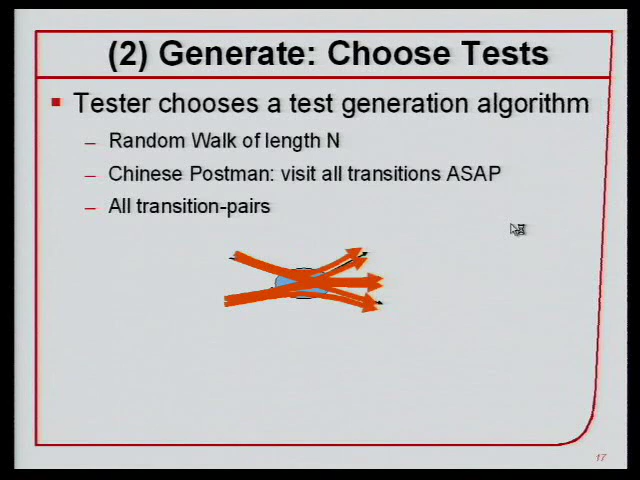 (2) Generate: Choose Tests
Tester chooses a test generation algorithm
– Random Walk of length N
– Chinese Postman: visit all transitions ASAP
– All transition-pairs
17